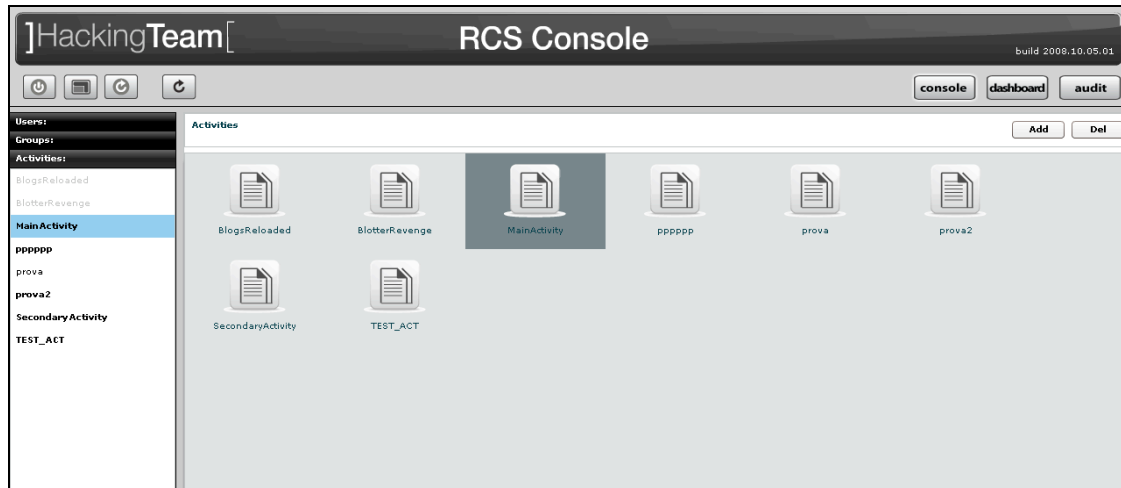 ]HackingTeam[
RCS Console
build 2008.10.05.01
console dashboard audit
Users:
Groups:
Activities:
BlogsReloaded
BlotterRevenge
MainActivity
pppppp
prova
prova2
SecondaryActivity
TEST_ACT
Activities
Add Del
BlogsReloaded BlotterRevenge MainActivity pppppp prova prova2
SecondaryActivity TEST_ACT